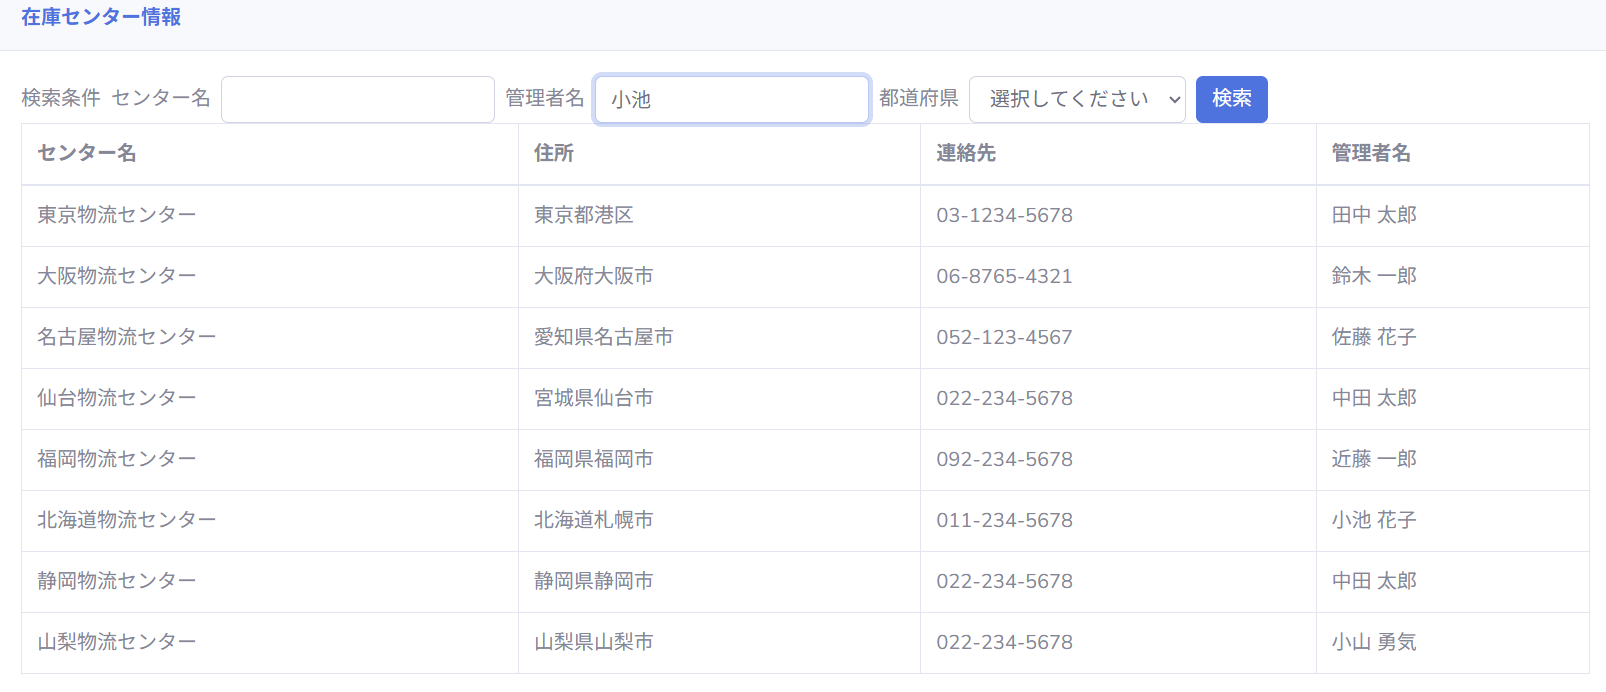 在庫センター情報
検索条件 センター名 管理者名 小池 都道府県 選択してください 検索
センター名 住所 連絡先 管理者名
東京物流センター 東京都港区 03-1234-5678 田中 太郎
大阪物流センター 大阪府大阪市 06-8765-4321 鈴木 一郎
名古屋物流センター 愛知県名古屋市 052-123-4567 佐藤 花子
仙台物流センター 宮城県仙台市 022-234-5678 中田 太郎
福岡物流センター 福岡県福岡市 092-234-5678 近藤 一郎
北海道物流センター 北海道札幌市 011-234-5678 小池 花子
静岡物流センター 静岡県静岡市 022-234-5678 中田 太郎
山梨物流センター 山梨県山梨市 022-234-5678 小山 勇気